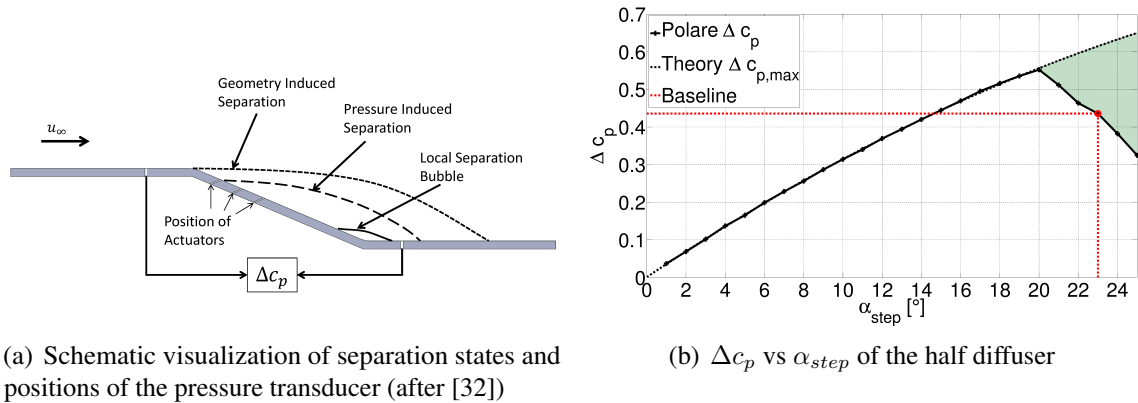 Geometry Induced
Separation
Pressure Induced
Separation
Local Separation
Bubble
u∞
Position of
Actuators
Δc_p
(a) Schematic visualization of separation states and
positions of the pressure transducer (after [32])
0.7
0.6
0.5
0.4
0.3
0.2
0.1
0
Δ c_p
Polare Δ c_p
Theory Δ c_p,max
Baseline
0 2 4 6 8 10 12 14 16 18 20 22 24
α_step [°]
(b) Δc_p vs α_step of the half diffuser